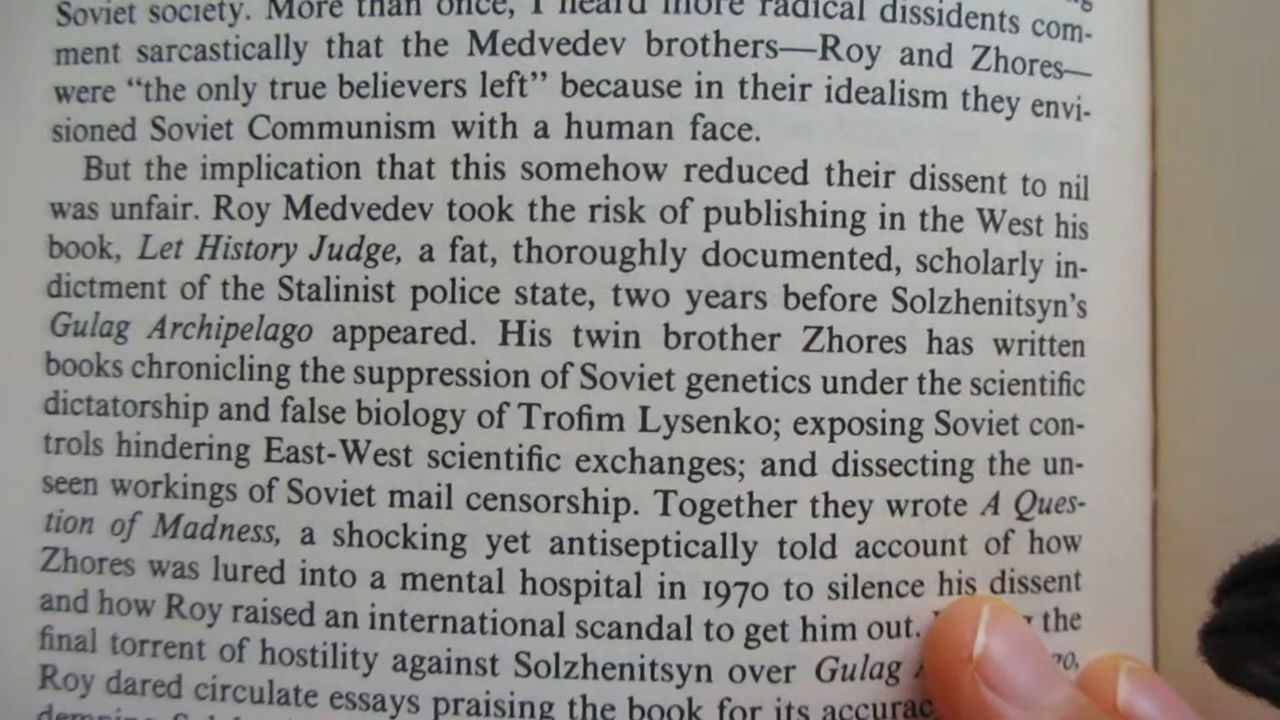 Soviet society. More than once, I heard more radical dissidents com-
ment sarcastically that the Medvedev brothers—Roy and Zhores—
were “the only true believers left” because in their idealism they envi-
sioned Soviet Communism with a human face.
But the implication that this somehow reduced their dissent to nil
was unfair. Roy Medvedev took the risk of publishing in the West his
book, Let History Judge, a fat, thoroughly documented, scholarly in-
dictment of the Stalinist police state, two years before Solzhenitsyn’s
Gulag Archipelago appeared. His twin brother Zhores has written
books chronicling the suppression of Soviet genetics under the scientific
dictatorship and false biology of Trofim Lysenko; exposing Soviet con-
trols hindering East-West scientific exchanges; and dissecting the un-
seen workings of Soviet mail censorship. Together they wrote A Ques-
tion of Madness, a shocking yet antiseptically told account of how
Zhores was lured into a mental hospital in 1970 to silence his dissent
and how Roy raised an international scandal to get him out. the
final torrent of hostility against Solzhenitsyn over Gulag
Roy dared circulate essays praising the book for its